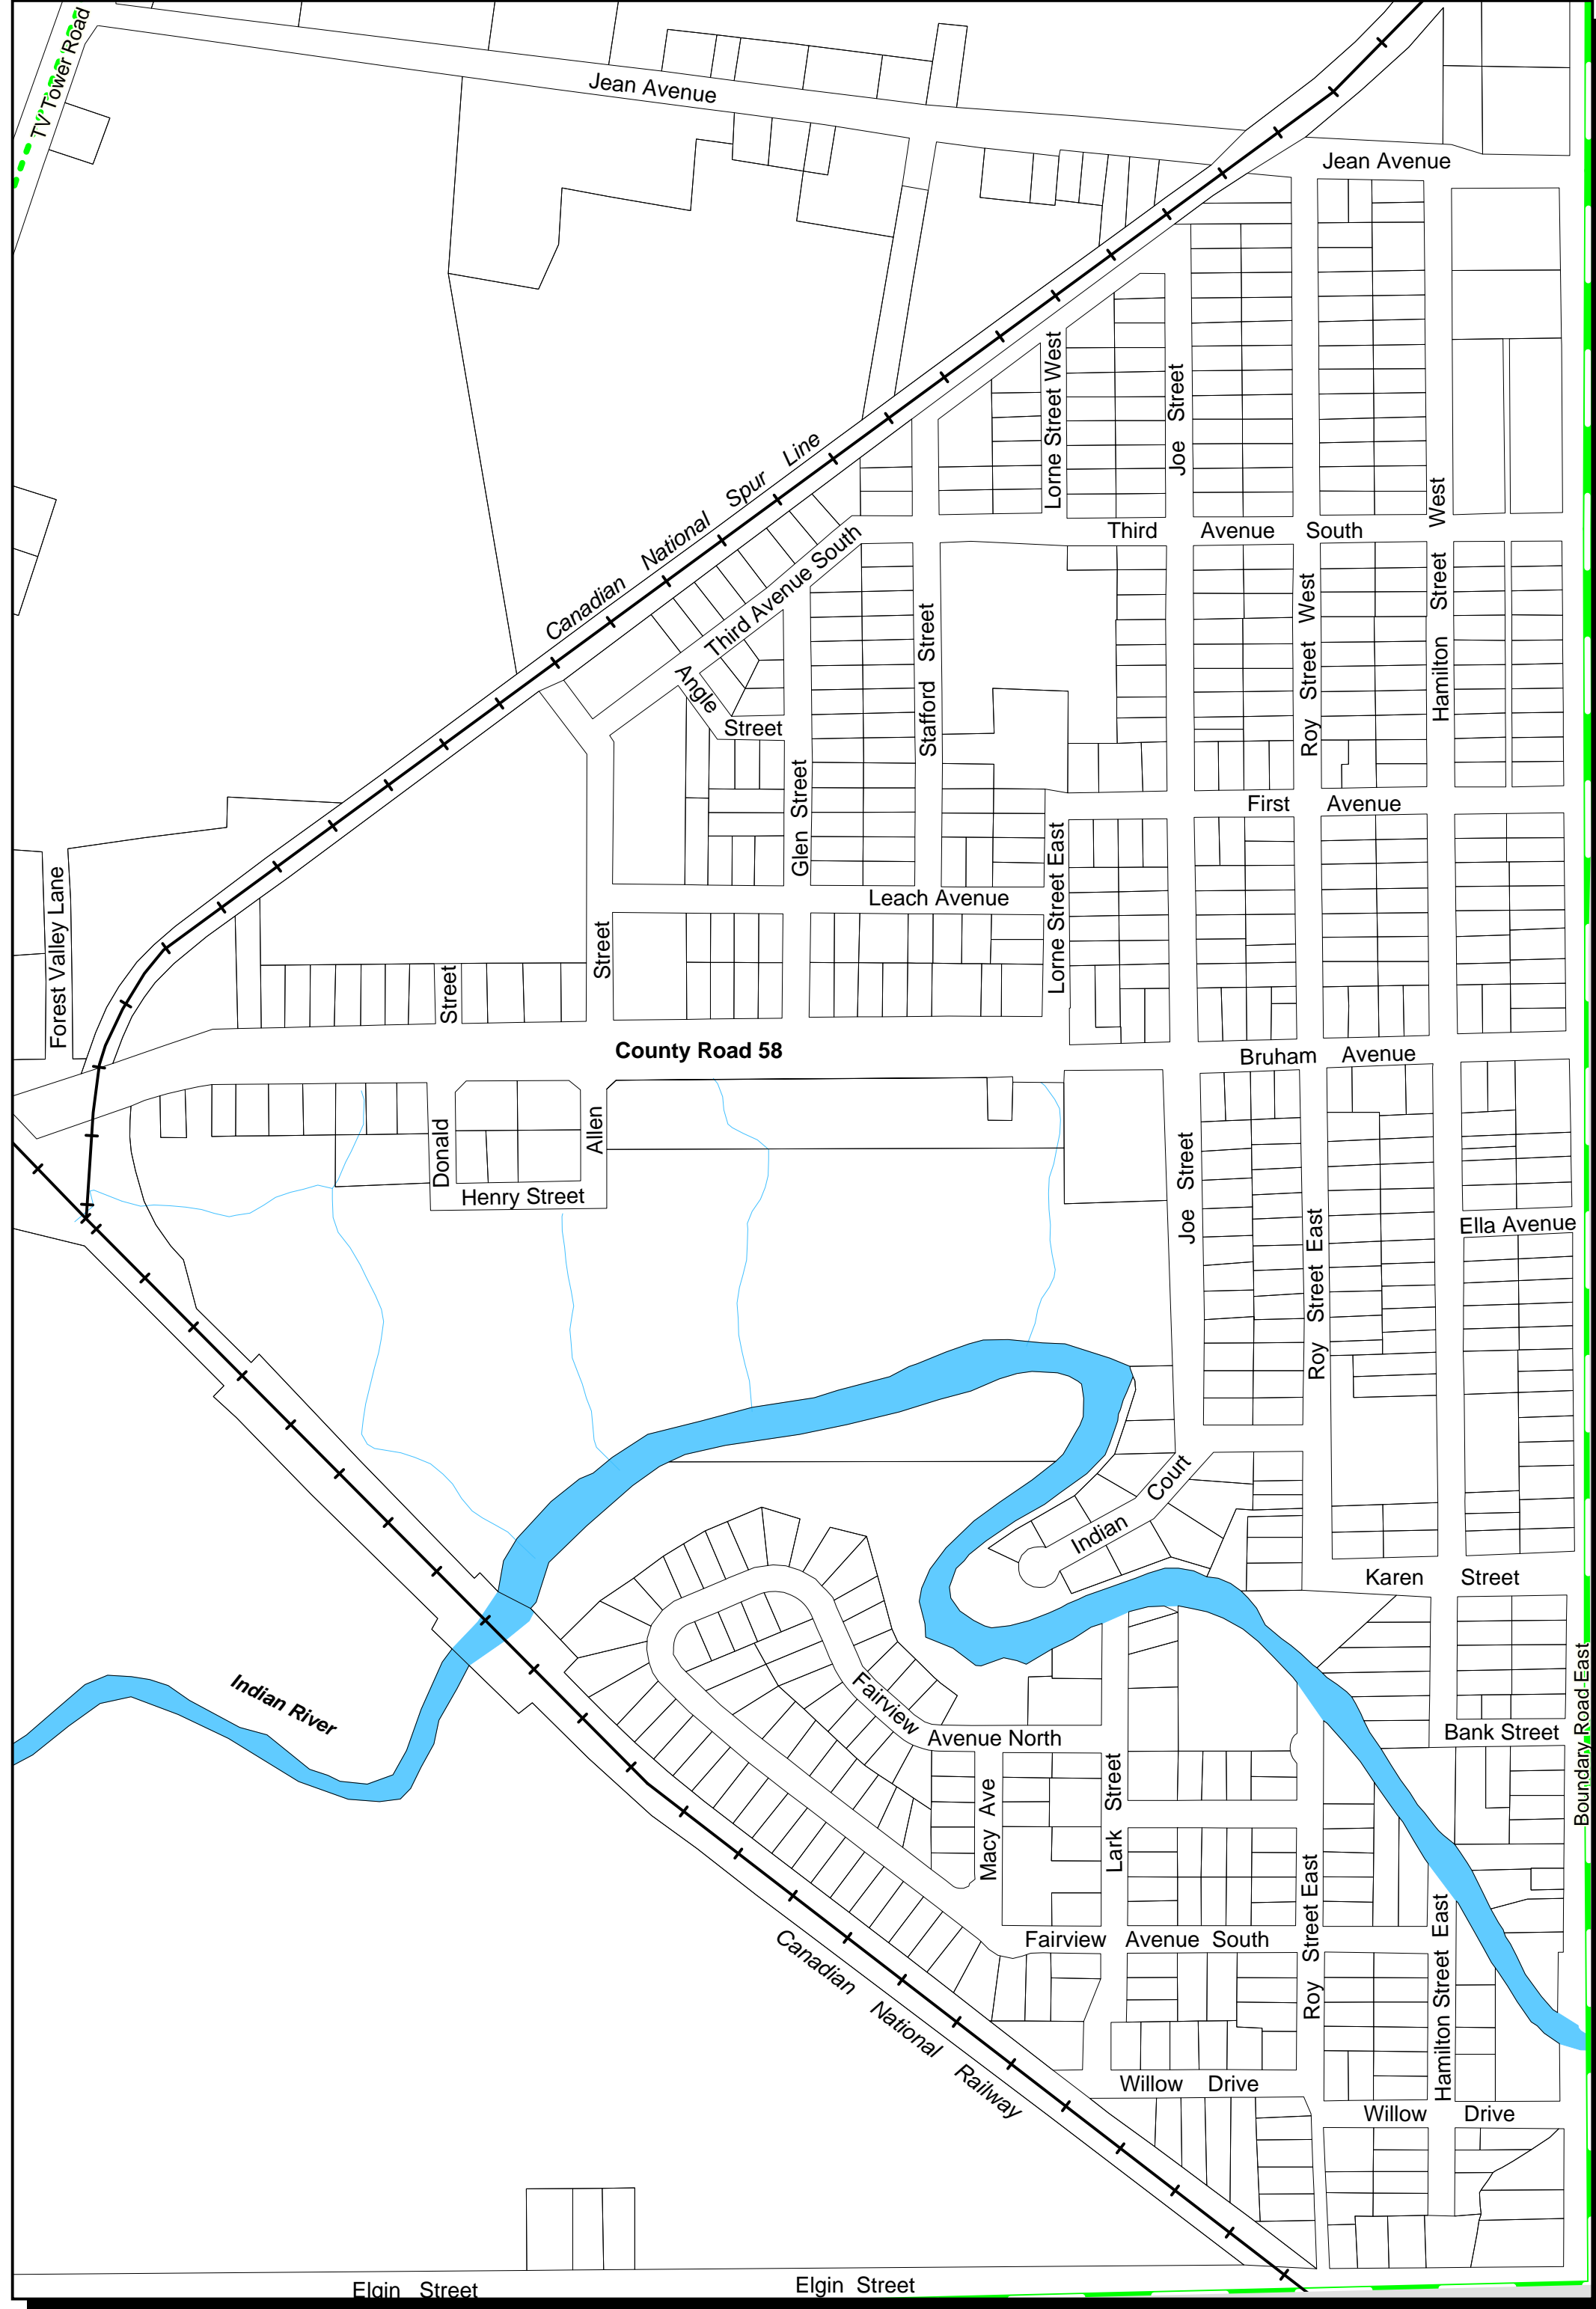 TV Tower Road
Jean Avenue
Jean Avenue
Lorne Street West
Joe Street
Canadian National Spur Line
West
Third Avenue South
Third Avenue South
Roy Street West
Hamilton Street
Stafford Street
Angle
Street
Glen Street
First Avenue
Lorne Street East
Leach Avenue
Forest Valley Lane
Street
Street
County Road 58
Bruham Avenue
Donald
Allen
Henry Street
Joe Street
Ella Avenue
Roy Street East
Indian Court
Karen Street
Boundary Road East
Indian River
Fairview
Avenue North
Bank Street
Macy Ave
Lark Street
Roy Street East
Hamilton Street East
Fairview Avenue South
Canadian National Railway
Willow Drive
Willow Drive
Elgin Street
Elgin Street